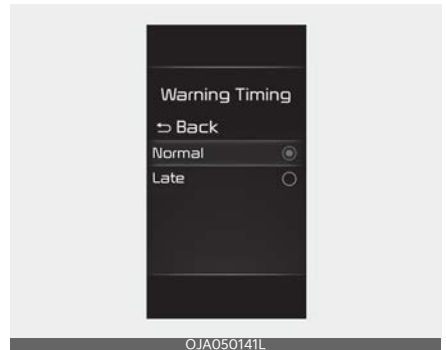 Warning Timing
⮌ Back
Normal
Late
OJA050141L